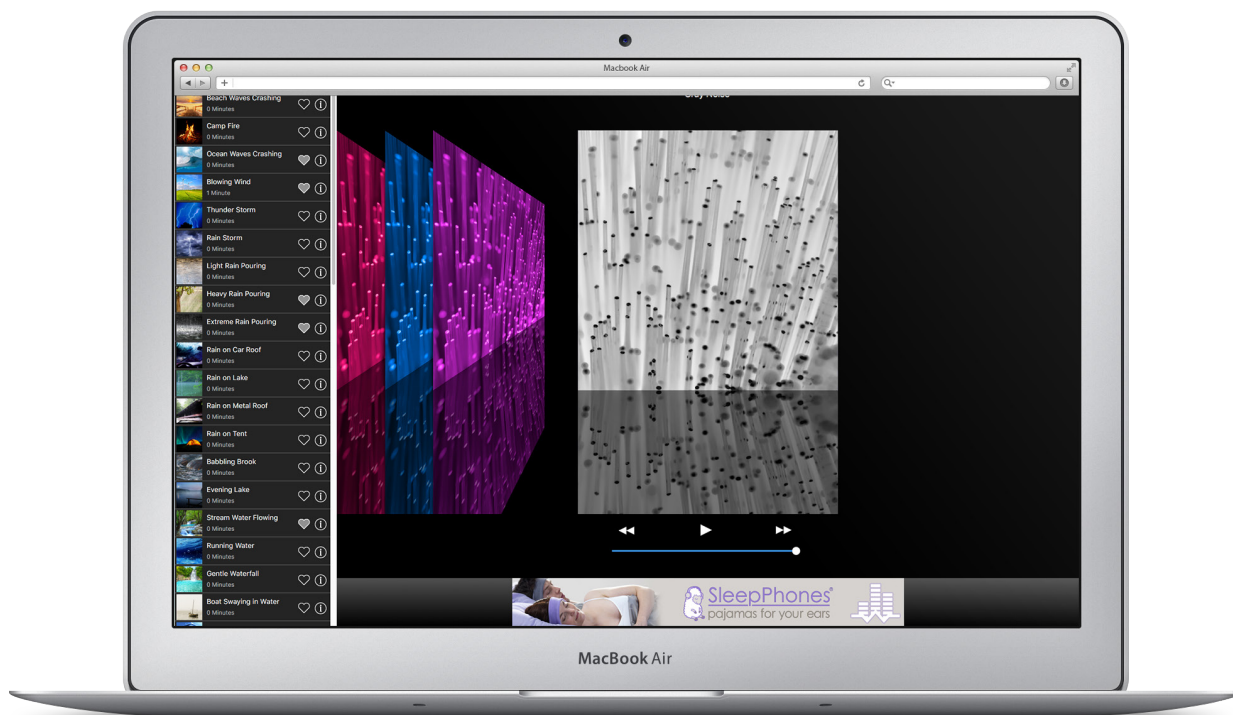 Macbook Air
Beach Waves Crashing
0 Minutes
Camp Fire
0 Minutes
Ocean Waves Crashing
0 Minutes
Blowing Wind
1 Minute
Thunder Storm
0 Minutes
Rain Storm
0 Minutes
Light Rain Pouring
0 Minutes
Heavy Rain Pouring
0 Minutes
Extreme Rain Pouring
0 Minutes
Rain on Car Roof
0 Minutes
Rain on Lake
0 Minutes
Rain on Metal Roof
0 Minutes
Rain on Tent
0 Minutes
Babbling Brook
0 Minutes
Evening Lake
0 Minutes
Stream Water Flowing
0 Minutes
Running Water
0 Minutes
Gentle Waterfall
0 Minutes
Boat Swaying in Water
0 Minutes
SleepPhones®
pajamas for your ears
MacBook Air